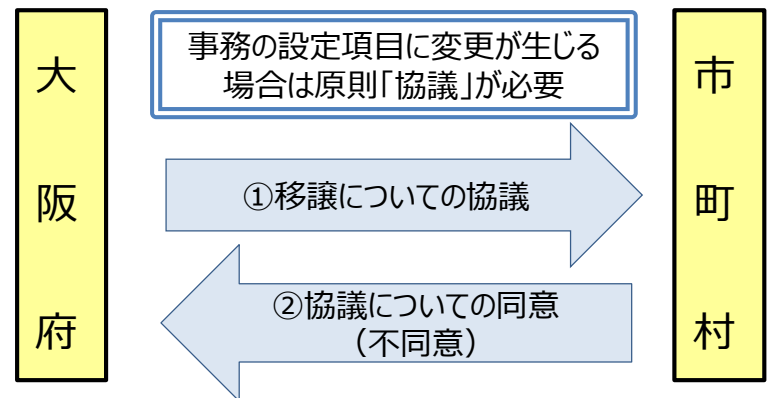 大阪府
事務の設定項目に変更が生じる
場合は原則「協議」が必要
①移譲についての協議
②協議についての同意
（不同意）
市町村